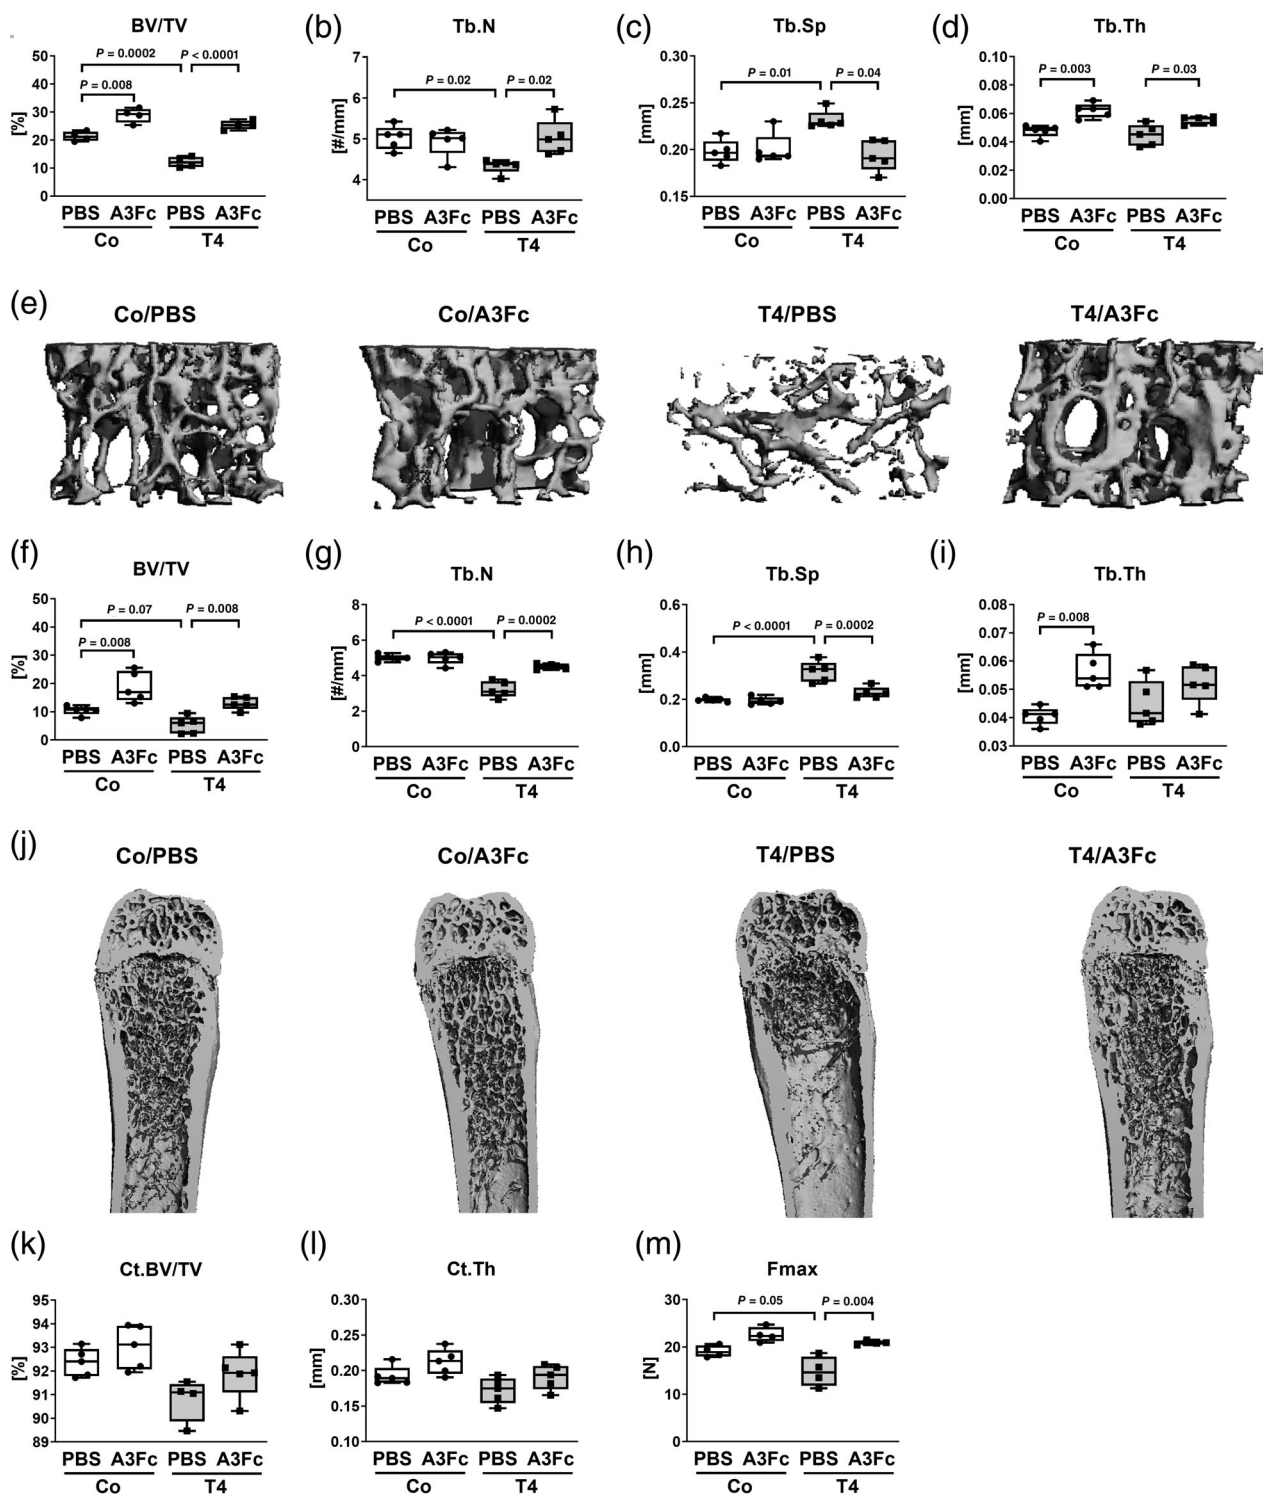 BV/TV
P = 0.0002 P < 0.0001
P = 0.008
50
40
30
20
10
0
[%]
PBS A3Fc PBS A3Fc
Co T4
(b) Tb.N
P = 0.02 P = 0.02
7
6
5
4
[#/mm]
PBS A3Fc PBS A3Fc
Co T4
(c) Tb.Sp
P = 0.01 P = 0.04
0.30
0.25
0.20
0.15
[mm]
PBS A3Fc PBS A3Fc
Co T4
(d) Tb.Th
P = 0.003 P = 0.03
0.10
0.08
0.06
0.04
0.02
0.00
[mm]
PBS A3Fc PBS A3Fc
Co T4
(e) Co/PBS Co/A3Fc T4/PBS T4/A3Fc
(f) BV/TV
P = 0.07 P = 0.008
P = 0.008
50
40
30
20
10
0
[%]
PBS A3Fc PBS A3Fc
Co T4
(g) Tb.N
P < 0.0001 P = 0.0002
8
6
4
2
0
[#/mm]
PBS A3Fc PBS A3Fc
Co T4
(h) Tb.Sp
P < 0.0001 P = 0.0002
0.6
0.4
0.2
0.0
[mm]
PBS A3Fc PBS A3Fc
Co T4
(i) Tb.Th
P = 0.008
0.08
0.07
0.06
0.05
0.04
0.03
[mm]
PBS A3Fc PBS A3Fc
Co T4
(j) Co/PBS Co/A3Fc T4/PBS T4/A3Fc
(k) Ct.BV/TV
95
94
93
92
91
90
89
[%]
PBS A3Fc PBS A3Fc
Co T4
(l) Ct.Th
0.30
0.25
0.20
0.15
0.10
[mm]
PBS A3Fc PBS A3Fc
Co T4
(m) Fmax
P = 0.05 P = 0.004
30
20
10
0
[N]
PBS A3Fc PBS A3Fc
Co T4